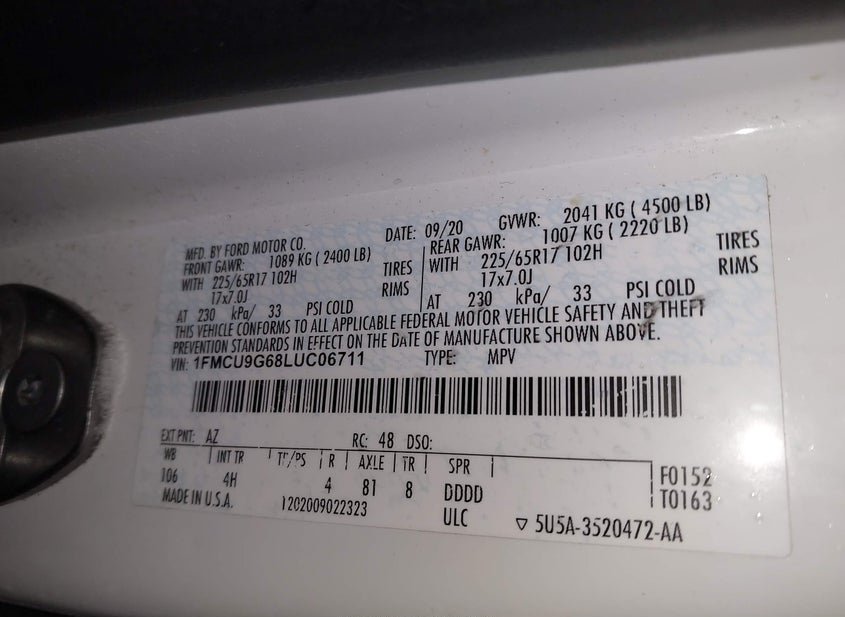 MFD. BY FORD MOTOR CO. DATE: 09/20 GVWR: 2041 KG ( 4500 LB)
FRONT GAWR: 1089 KG ( 2400 LB) REAR GAWR: 1007 KG ( 2220 LB)
WITH 225/65R17 102H TIRES WITH 225/65R17 102H TIRES
17x7.0J RIMS 17x7.0J RIMS
AT 230 kPa/ 33 PSI COLD AT 230 kPa/ 33 PSI COLD
THIS VEHICLE CONFORMS TO ALL APPLICABLE FEDERAL MOTOR VEHICLE SAFETY AND THEFT
PREVENTION STANDARDS IN EFFECT ON THE DATE OF MANUFACTURE SHOWN ABOVE.
VIN: 1FMCU9G68LUC06711 TYPE: MPV
EXT PNT: AZ RC: 48 DSO:
WB INT TR TP/PS R AXLE TR SPR F0152
106 4H 4 81 8 DDDD T0163
MADE IN U.S.A. 1202009022323 ULC 5U5A-3520472-AA